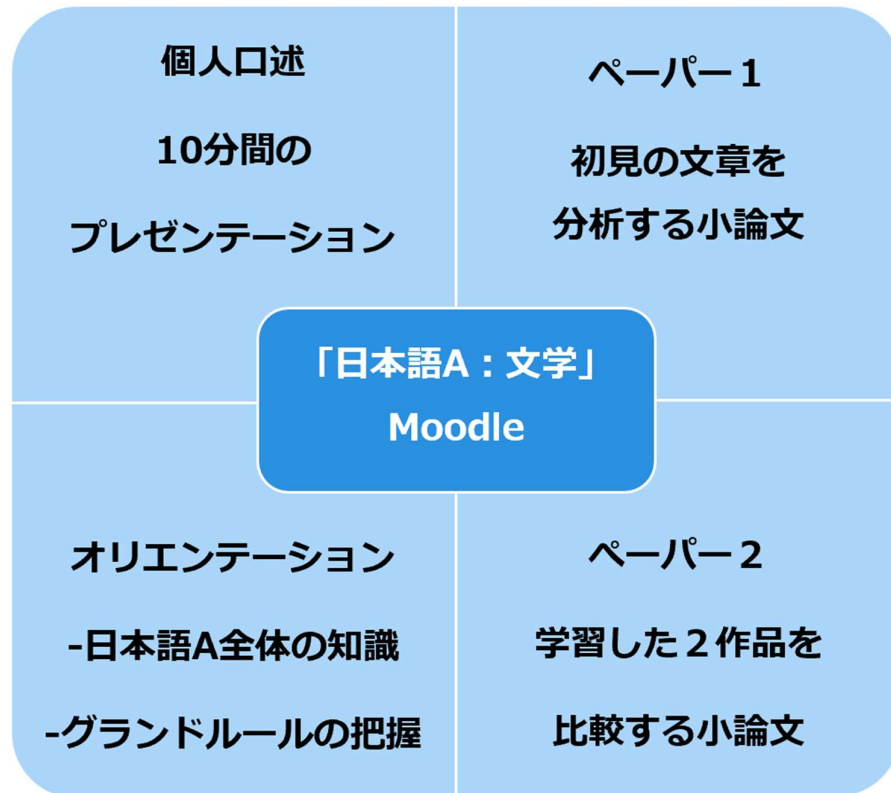 個人口述
10分間の
プレゼンテーション
ペーパー１
初見の文章を
分析する小論文
「日本語A：文学」
Moodle
オリエンテーション
-日本語A全体の知識
-グランドルールの把握
ペーパー２
学習した２作品を
比較する小論文